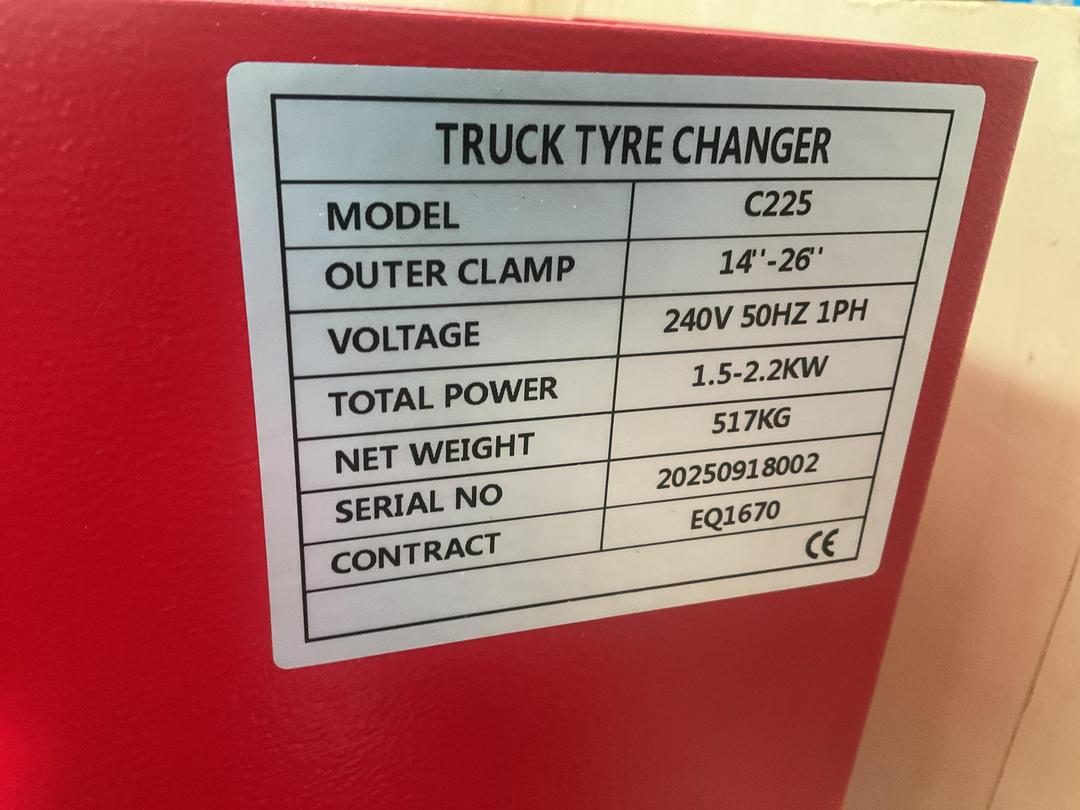 TRUCK TYRE CHANGER
MODEL C225
OUTER CLAMP 14''-26''
VOLTAGE 240V 50HZ 1PH
TOTAL POWER 1.5-2.2KW
NET WEIGHT 517KG
SERIAL NO 20250918002
CONTRACT EQ1670
CE